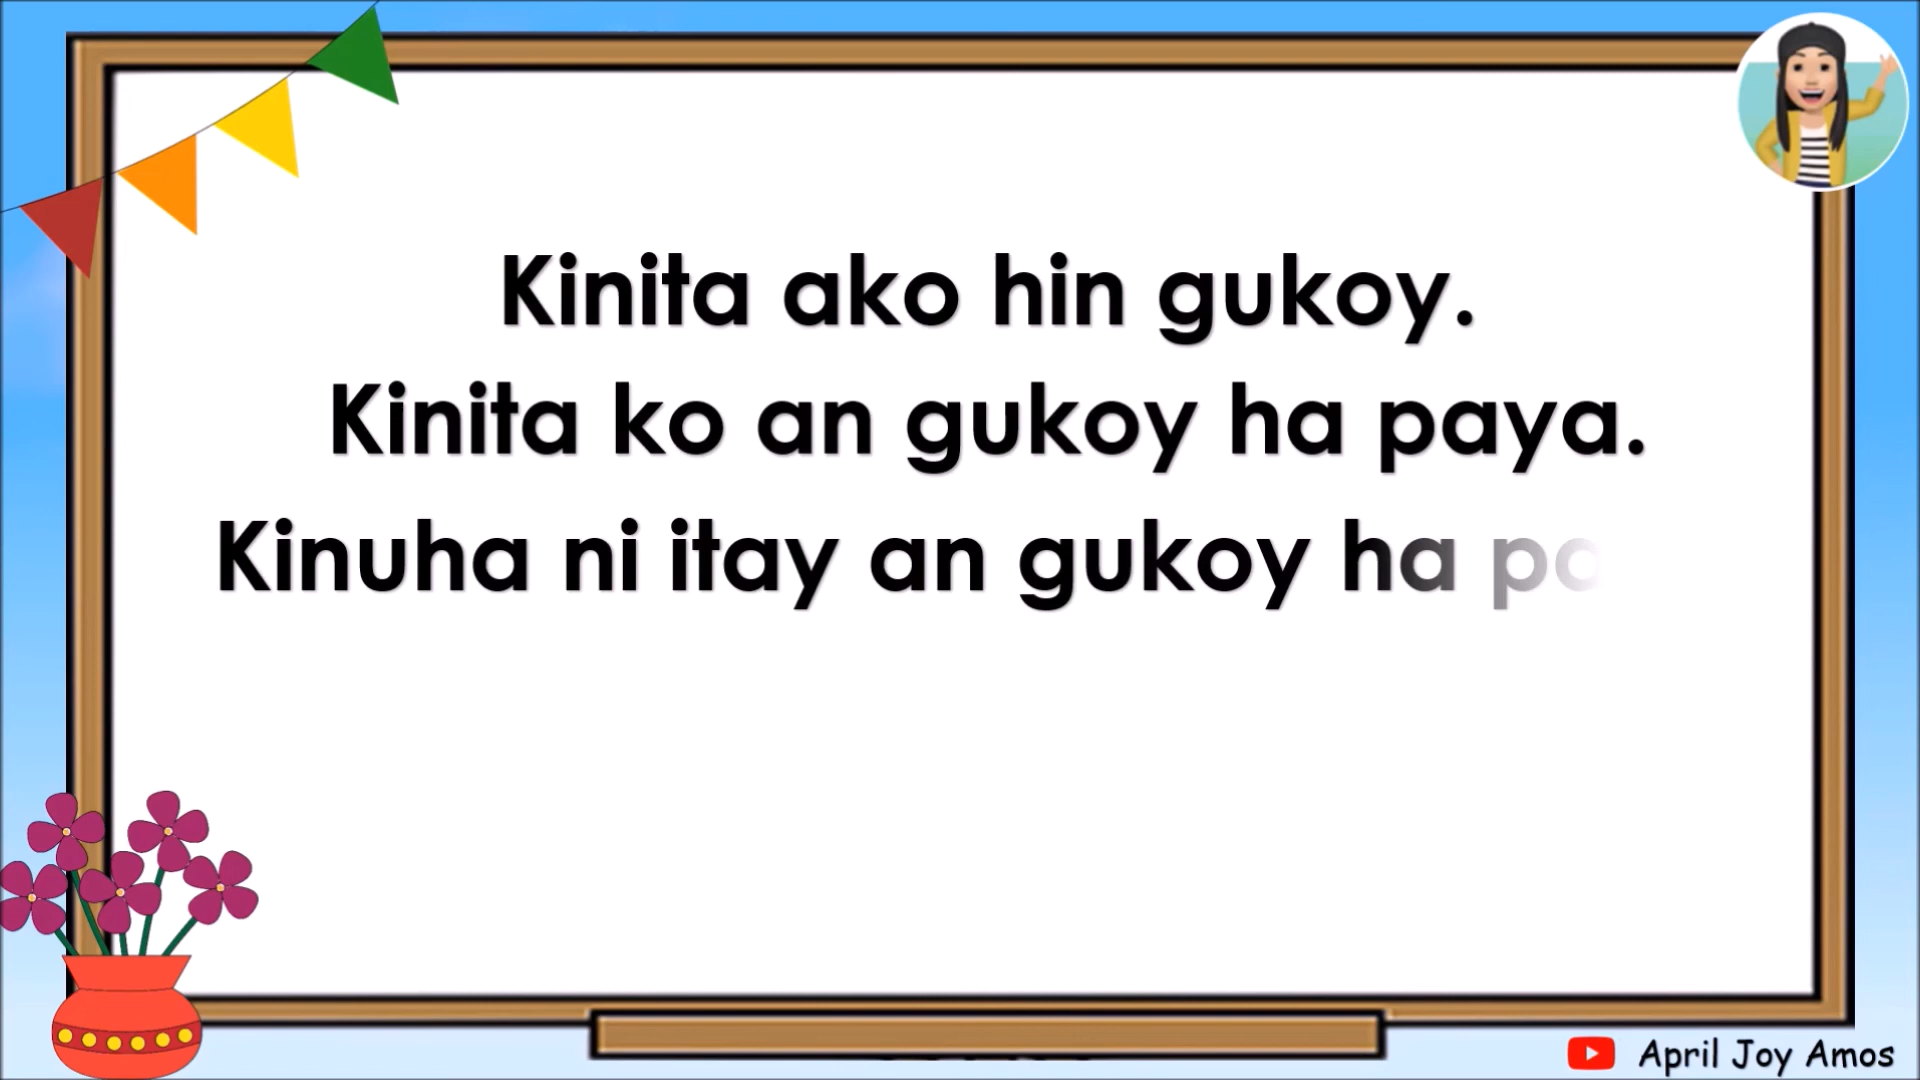 Kinita ako hin gukoy.
Kinita ko an gukoy ha paya.
Kinuha ni itay an gukoy ha
April Joy Amos